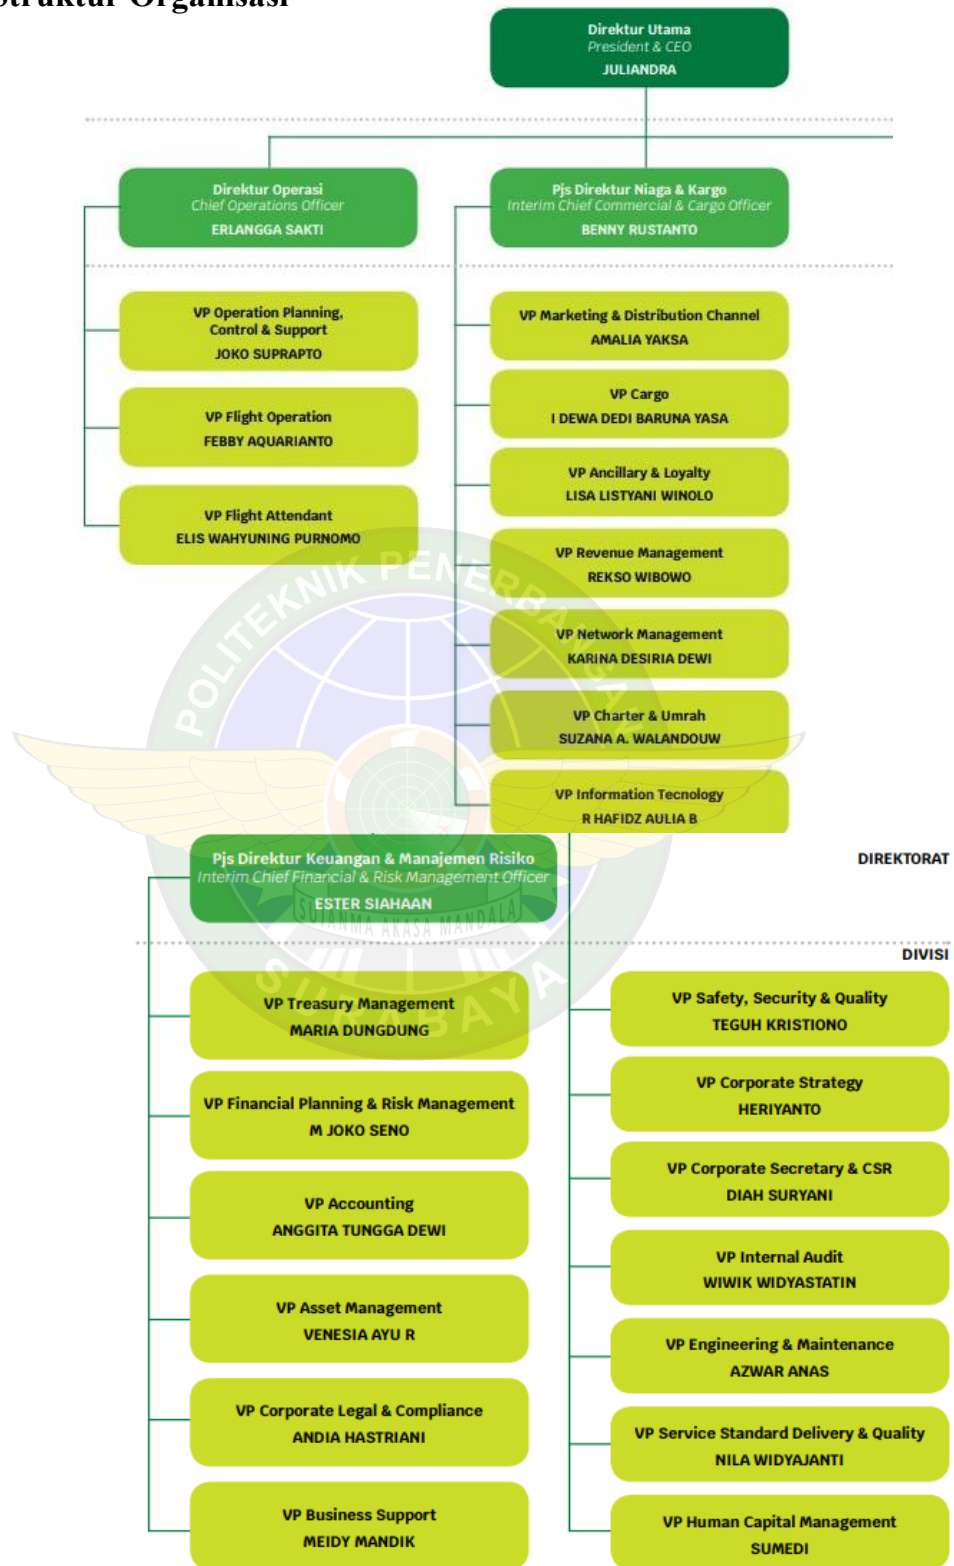 Struktur Organisasi
Direktur Utama
President & CEO
JULIANDRA
Direktur Operasi
Chief Operations Officer
ERLANGGA SAKTI
Pjs Direktur Niaga & Kargo
Interim Chief Commercial & Cargo Officer
BENNY RUSTANTO
VP Operation Planning,
Control & Support
JOKO SUPRAPTO
VP Flight Operation
FEBBY AQUARIANTO
VP Flight Attendant
ELIS WAHYUNING PURNOMO
VP Marketing & Distribution Channel
AMALIA YAKSA
VP Cargo
I DEWA DEDI BARUNA YASA
VP Ancillary & Loyalty
LISA LISTYANI WINOLO
VP Revenue Management
REKSO WIBOWO
VP Network Management
KARINA DESIRIA DEWI
VP Charter & Umrah
SUZANA A. WALANDOUW
VP Information Tecnology
R HAFIDZ AULIA B
POLITEKNIK PENERBANGAN
SUTANMA AKASA MANDALA
SURABAYA
Pjs Direktur Keuangan & Manajemen Risiko
Interim Chief Financial & Risk Management Officer
ESTER SIAHAAN
DIREKTORAT
DIVISI
VP Treasury Management
MARIA DUNGDUNG
VP Financial Planning & Risk Management
M JOKO SENO
VP Accounting
ANGGITA TUNGGA DEWI
VP Asset Management
VENESIA AYU R
VP Corporate Legal & Compliance
ANDIA HASTRIANI
VP Business Support
MEIDY MANDIK
VP Safety, Security & Quality
TEGUH KRISTIONO
VP Corporate Strategy
HERIYANTO
VP Corporate Secretary & CSR
DIAH SURYANI
VP Internal Audit
WIWIK WIDYASTATIN
VP Engineering & Maintenance
AZWAR ANAS
VP Service Standard Delivery & Quality
NILA WIDYAJANTI
VP Human Capital Management
SUMEDI